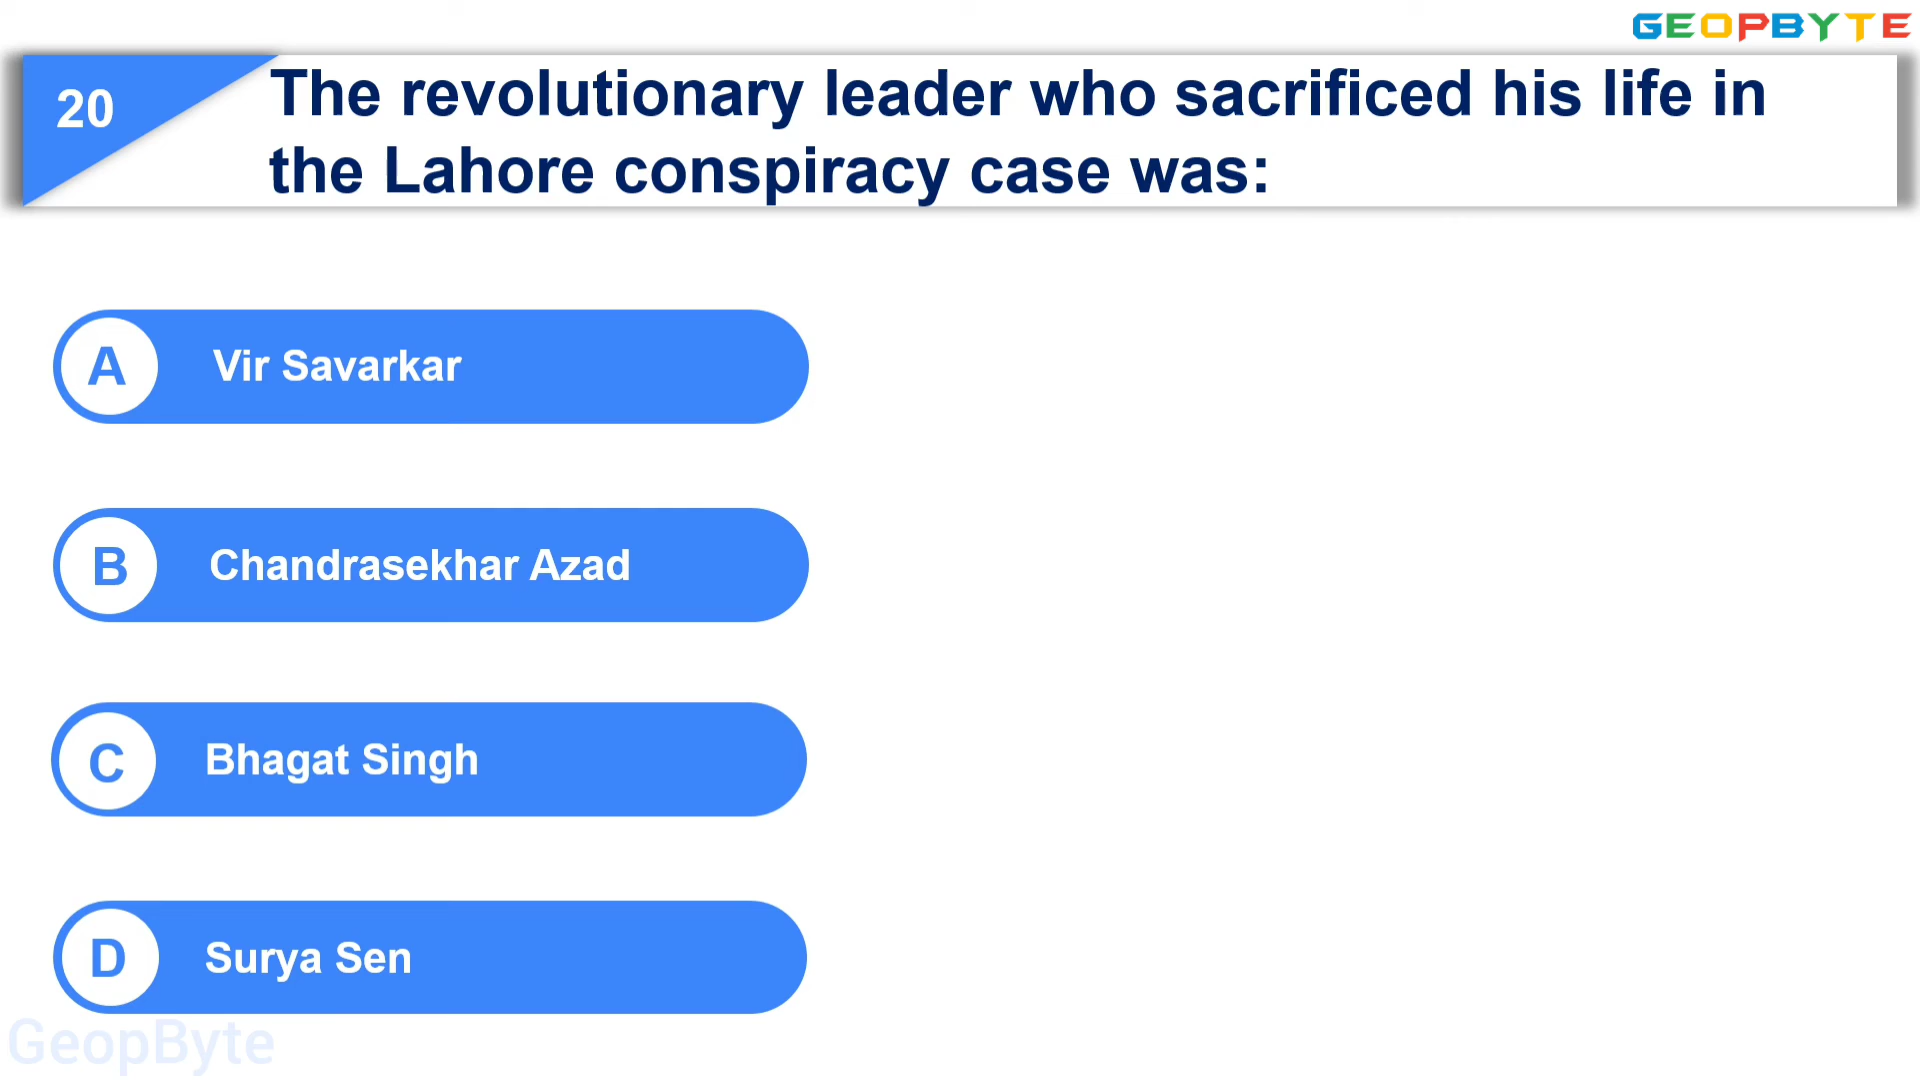 GEOPBYTE
20
The revolutionary leader who sacrificed his life in
the Lahore conspiracy case was:
A Vir Savarkar
B Chandrasekhar Azad
C Bhagat Singh
D Surya Sen
GeopByte